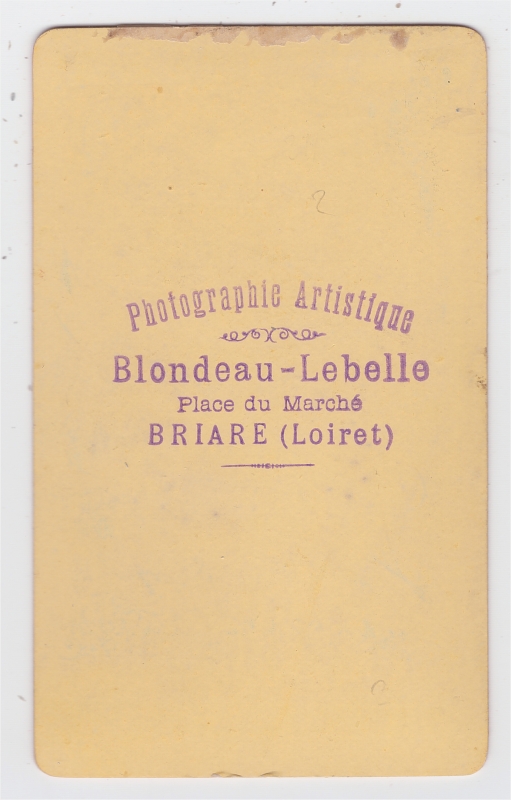 Photographie Artistique
Blondeau-Lebelle
Place du Marché
BRIARE (Loiret)